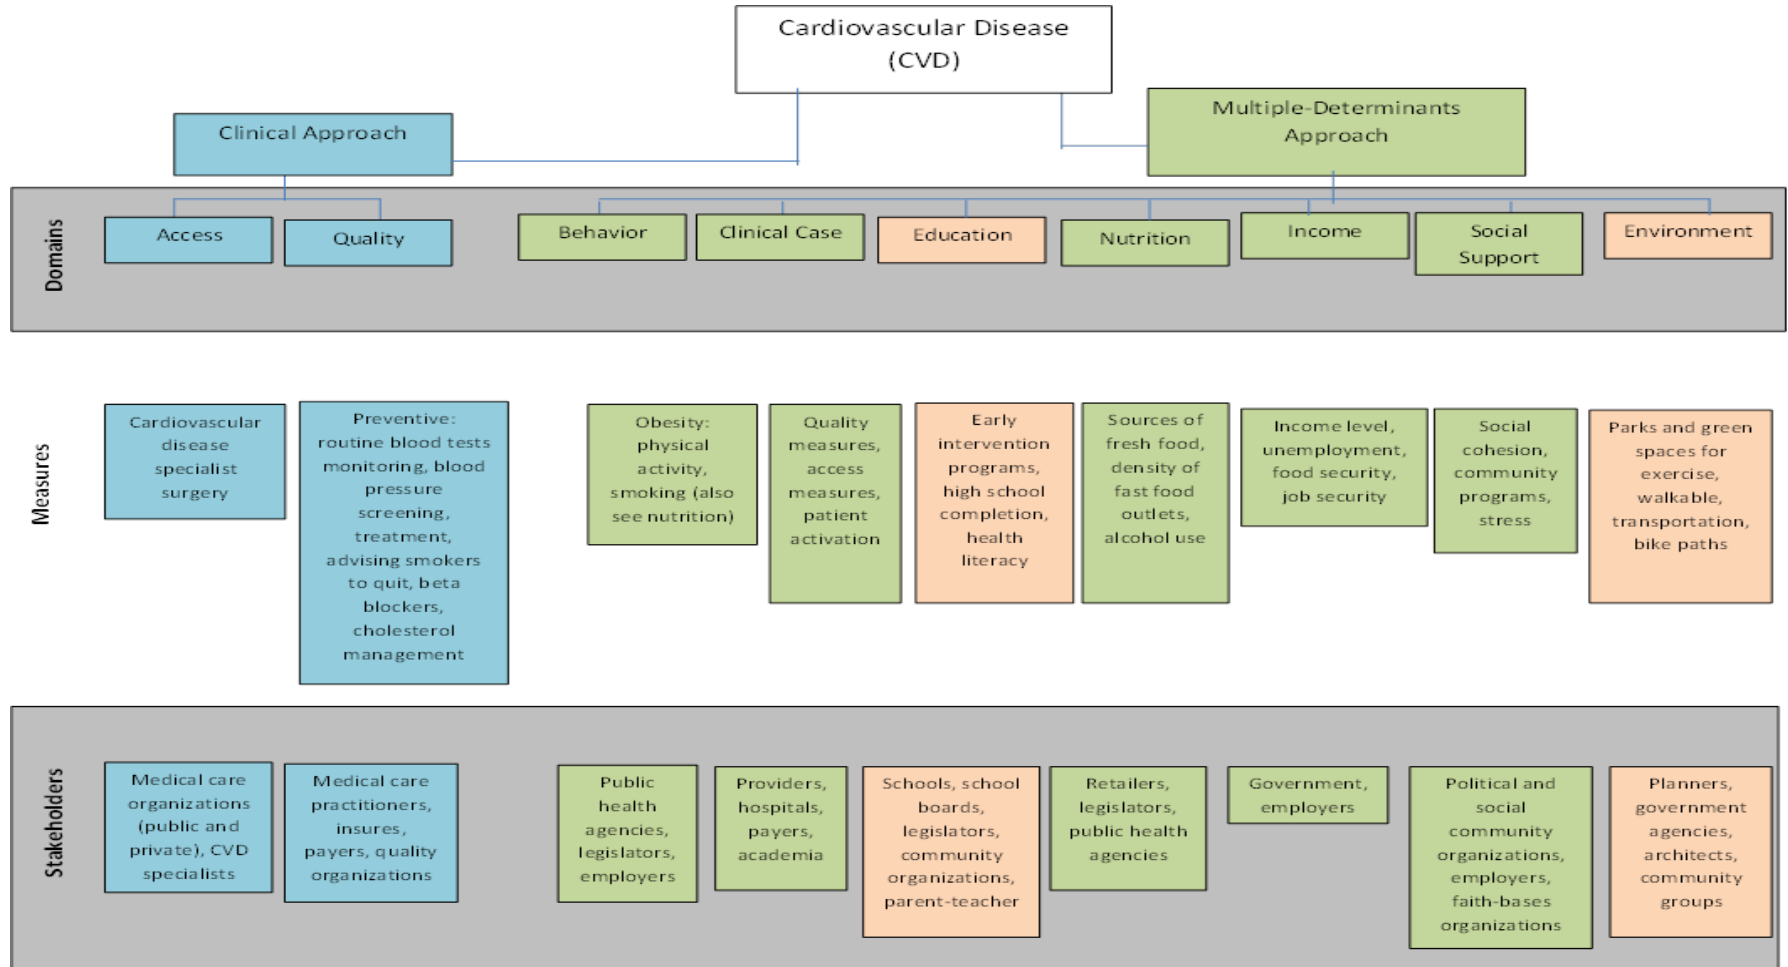 Cardiovascular Disease
(CVD)
Clinical Approach
Multiple-Determinants
Approach
Domains
Access
Quality
Behavior
Clinical Case
Education
Nutrition
Income
Social
Support
Environment
Measures
Cardiovascular
disease
specialist
surgery
Preventive:
routine blood tests
monitoring, blood
pressure
screening,
treatment,
advising smokers
to quit, beta
blockers,
cholesterol
management
Obesity:
physical
activity,
smoking (also
see nutrition)
Quality
measures,
access
measures,
patient
activation
Early
intervention
programs,
high school
completion,
health
literacy
Sources of
fresh food,
density of
fast food
outlets,
alcohol use
Income level,
unemployment,
food security,
job security
Social
cohesion,
community
programs,
stress
Parks and green
spaces for
exercise,
walkable,
transportation,
bike paths
Stakeholders
Medical care
organizations
(public and
private), CVD
specialists
Medical care
practitioners,
insures,
payers, quality
organizations
Public
health
agencies,
legislators,
employers
Providers,
hospitals,
payers,
academia
Schools, school
boards,
legislators,
community
organizations,
parent-teacher
Retailers,
legislators,
public health
agencies
Government,
employers
Political and
social
community
organizations,
employers,
faith-bases
organizations
Planners,
government
agencies,
architects,
community
groups